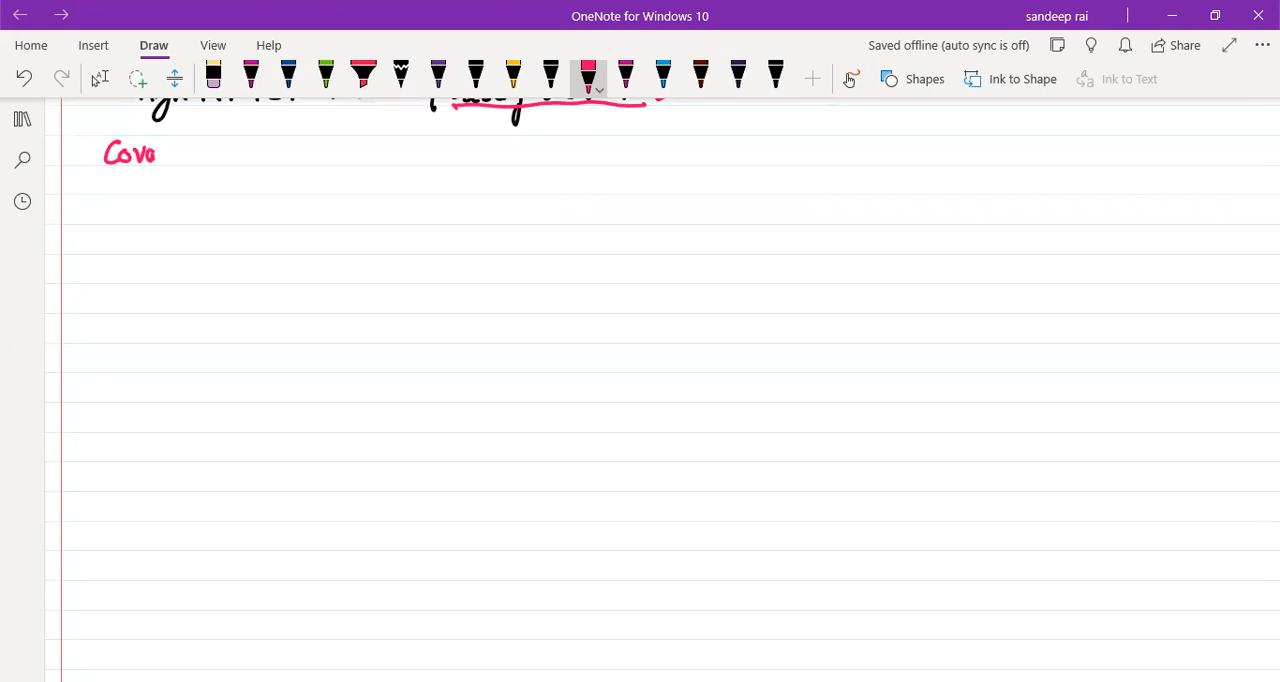 OneNote for Windows 10
sandeep rai
Home Insert Draw View Help
Saved offline (auto sync is off) Share
Shapes Ink to Shape Ink to Text
Cova